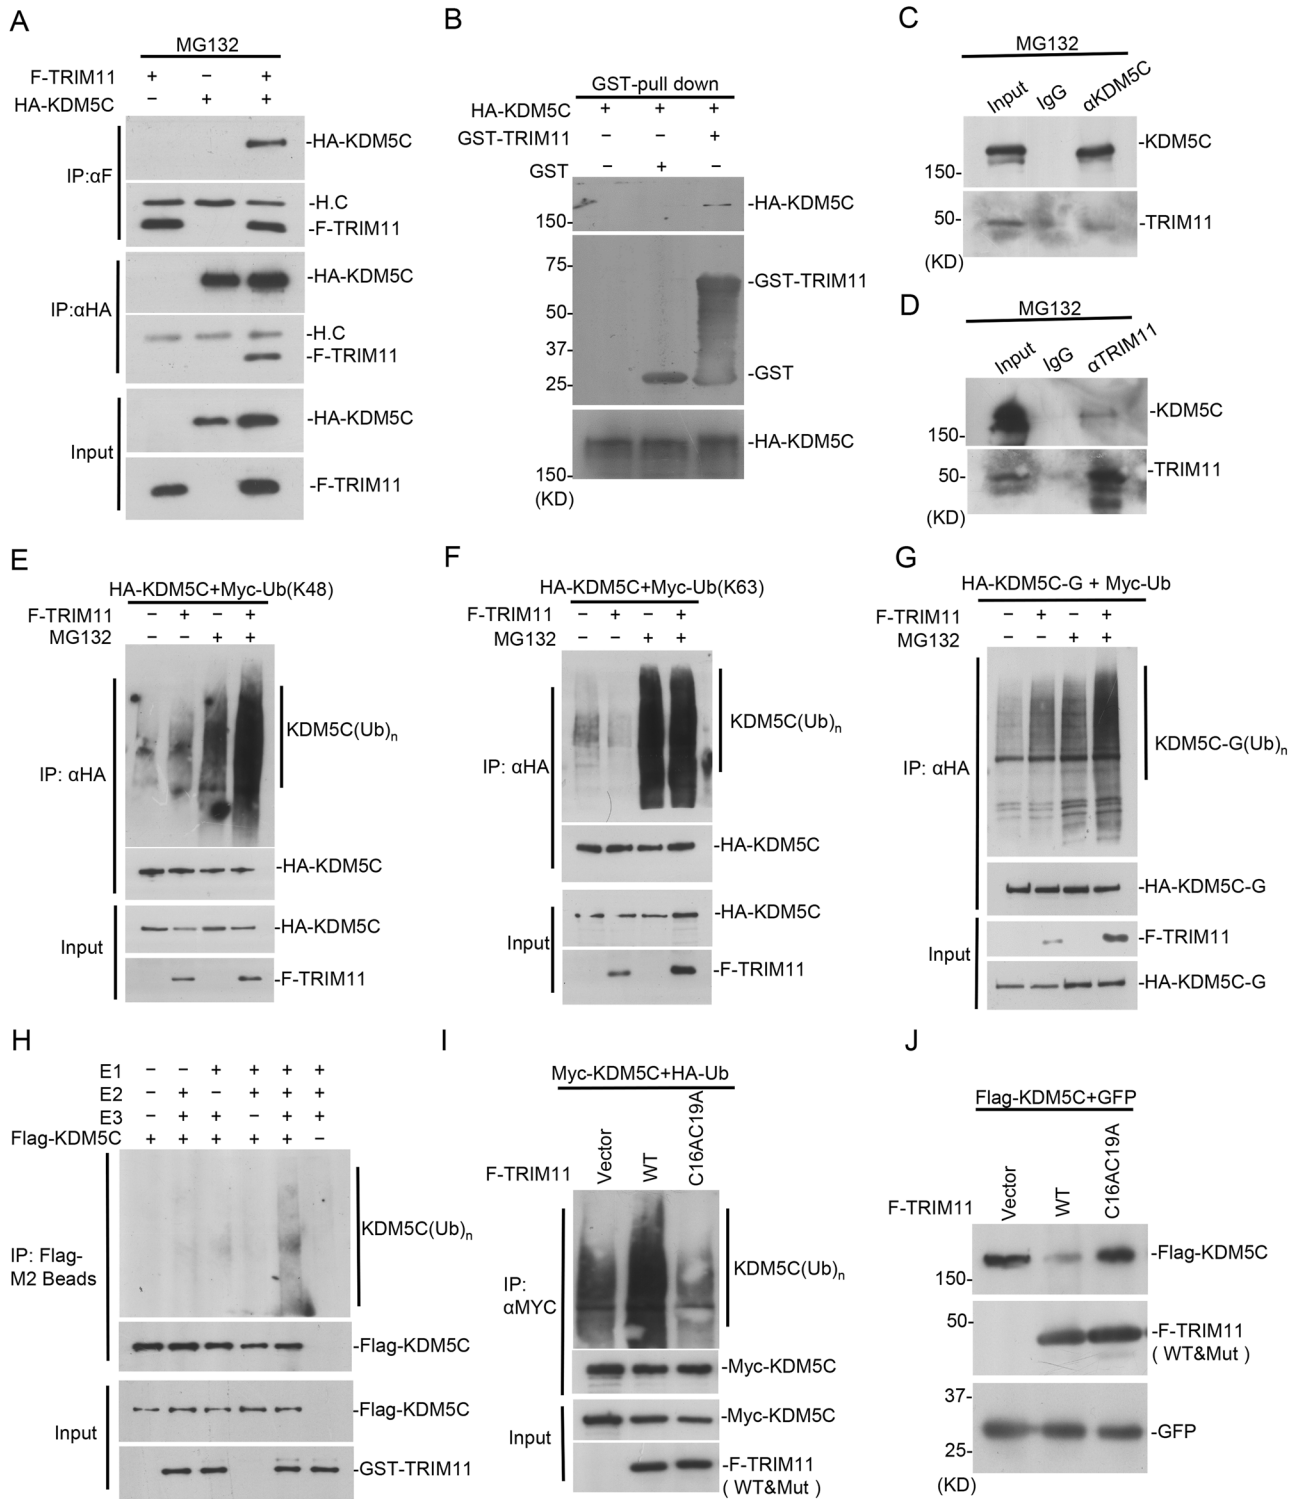 A
MG132
F-TRIM11 + – +
HA-KDM5C – + +
IP:αF
-HA-KDM5C
-H.C
-F-TRIM11
IP:αHA
-HA-KDM5C
-H.C
-F-TRIM11
Input
-HA-KDM5C
-F-TRIM11
B
GST-pull down
HA-KDM5C + + +
GST-TRIM11 – – +
GST – + –
-HA-KDM5C
150-
75-
-GST-TRIM11
50-
37-
-GST
25-
-HA-KDM5C
150-
(KD)
C
MG132
Input IgG αKDM5C
-KDM5C
150-
50-
-TRIM11
(KD)
D
MG132
Input IgG αTRIM11
-KDM5C
150-
50-
-TRIM11
(KD)
E
HA-KDM5C+Myc-Ub(K48)
F-TRIM11 – + – +
MG132 – – + +
KDM5C(Ub)n
IP: αHA
-HA-KDM5C
Input
-HA-KDM5C
-F-TRIM11
F
HA-KDM5C+Myc-Ub(K63)
F-TRIM11 – + – +
MG132 – – + +
KDM5C(Ub)n
IP: αHA
-HA-KDM5C
Input
-HA-KDM5C
-F-TRIM11
G
HA-KDM5C-G + Myc-Ub
F-TRIM11 – + – +
MG132 – – + +
KDM5C-G(Ub)n
IP: αHA
-HA-KDM5C-G
Input
-F-TRIM11
-HA-KDM5C-G
H
E1 – – + + + +
E2 – + – + + +
E3 – + + – + +
Flag-KDM5C + + + + + –
KDM5C(Ub)n
IP: Flag-
M2 Beads
-Flag-KDM5C
Input
-Flag-KDM5C
-GST-TRIM11
I
Myc-KDM5C+HA-Ub
F-TRIM11 Vector WT C16AC19A
KDM5C(Ub)n
IP:
αMYC
-Myc-KDM5C
Input
-Myc-KDM5C
-F-TRIM11
( WT&Mut )
J
Flag-KDM5C+GFP
F-TRIM11 Vector WT C16AC19A
-Flag-KDM5C
150-
50-
-F-TRIM11
( WT&Mut )
37-
-GFP
25-
(KD)